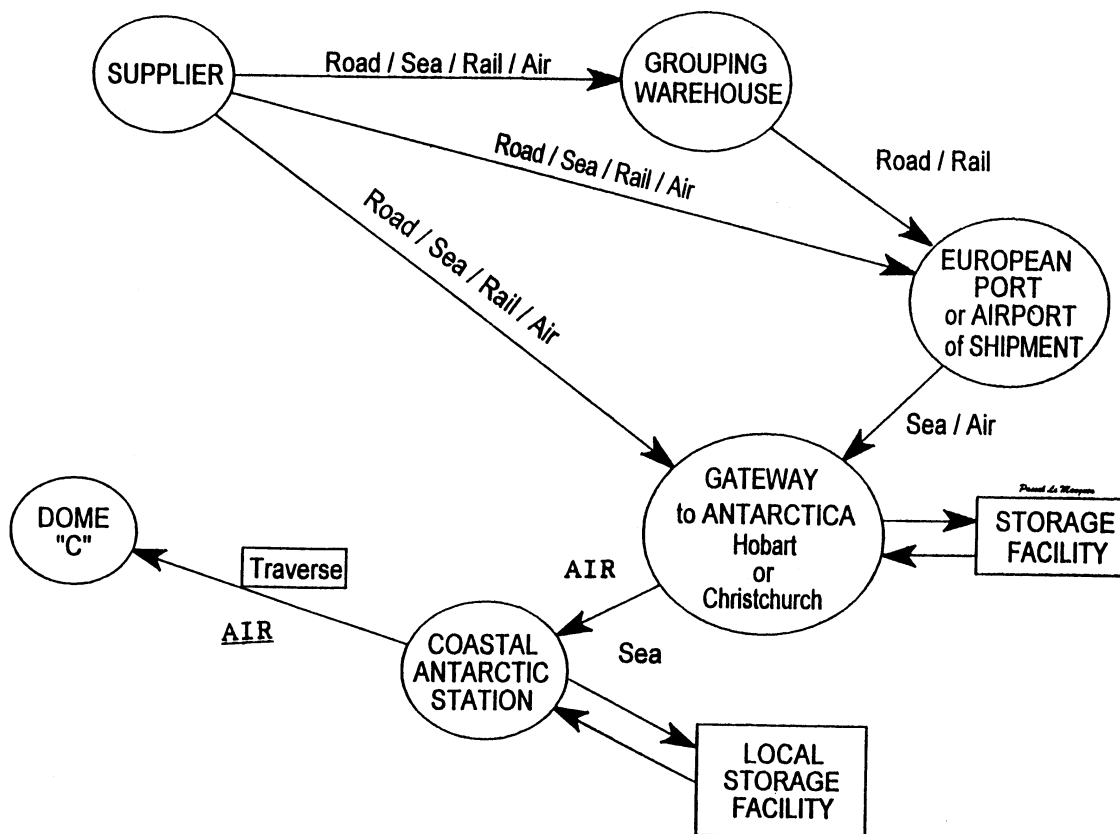 SUPPLIER
Road / Sea / Rail / Air
GROUPING
WAREHOUSE
Road / Sea / Rail / Air
Road / Rail
Road / Sea / Rail / Air
EUROPEAN
PORT
or AIRPORT
of SHIPMENT
Sea / Air
GATEWAY
to ANTARCTICA
Hobart
or
Christchurch
STORAGE
FACILITY
DOME
"C"
Traverse
AIR
AIR
Sea
COASTAL
ANTARCTIC
STATION
LOCAL
STORAGE
FACILITY